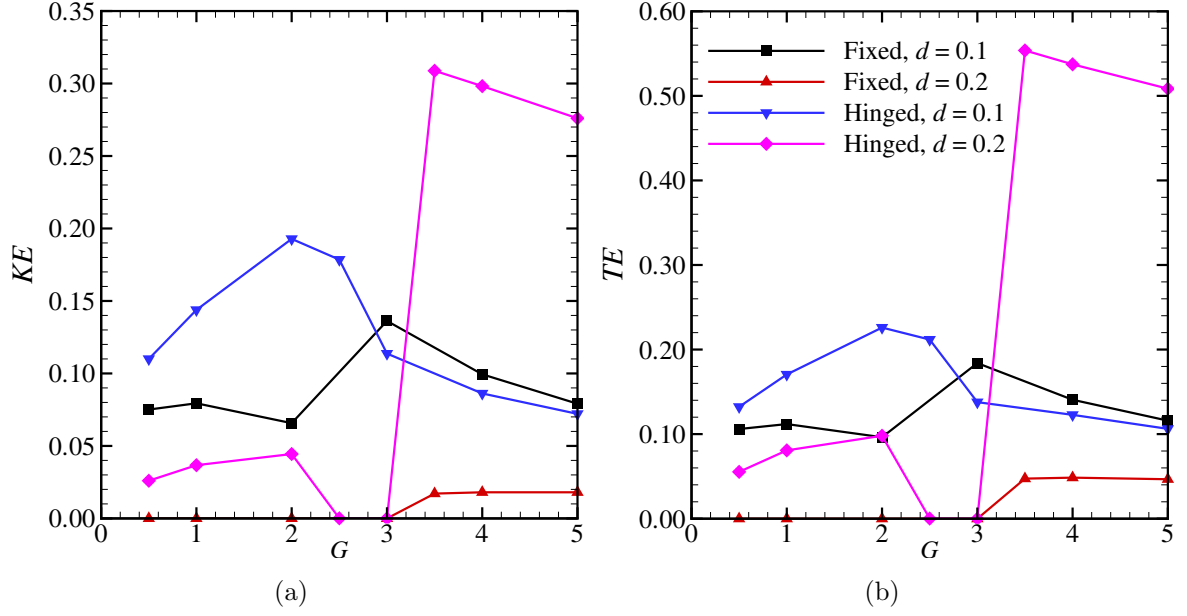 KE
0.35
0.30
0.25
0.20
0.15
0.10
0.05
0.00
0 1 2 3 4 5
G
(a)
TE
0.60
0.50
0.40
0.30
0.20
0.10
0.00
0 1 2 3 4 5
G
Fixed, d = 0.1
Fixed, d = 0.2
Hinged, d = 0.1
Hinged, d = 0.2
(b)